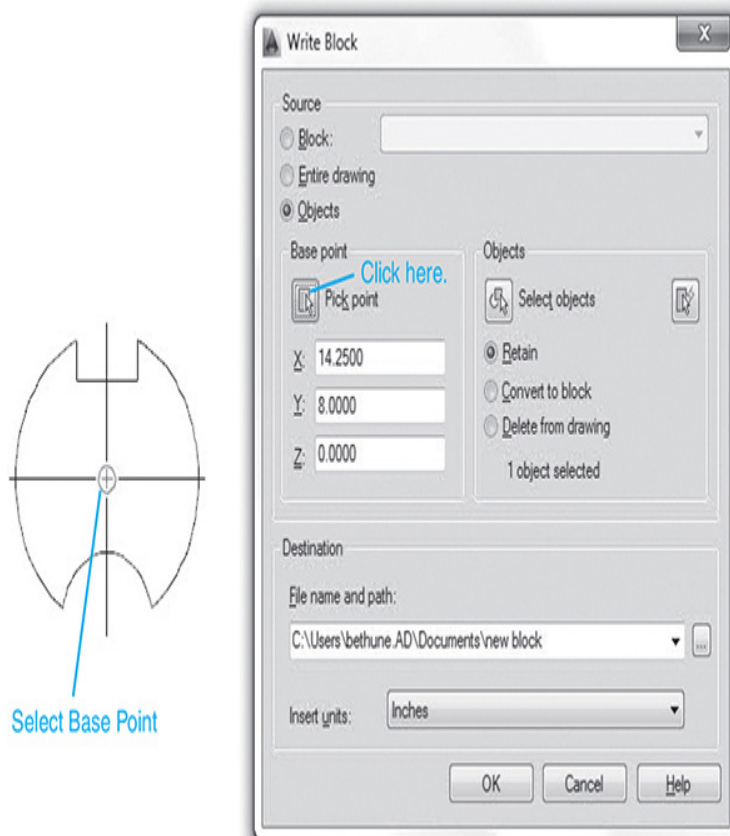 Write Block
X
Source
Block:
Entire drawing
Objects
Base point
Click here.
Pick point
X: 14.2500
Y: 8.0000
Z: 0.0000
Objects
Select objects
Retain
Convert to block
Delete from drawing
1 object selected
Destination
File name and path:
C:\Users\bethune.AD\Documents\new block
...
Insert units: Inches
OK Cancel Help
Select Base Point